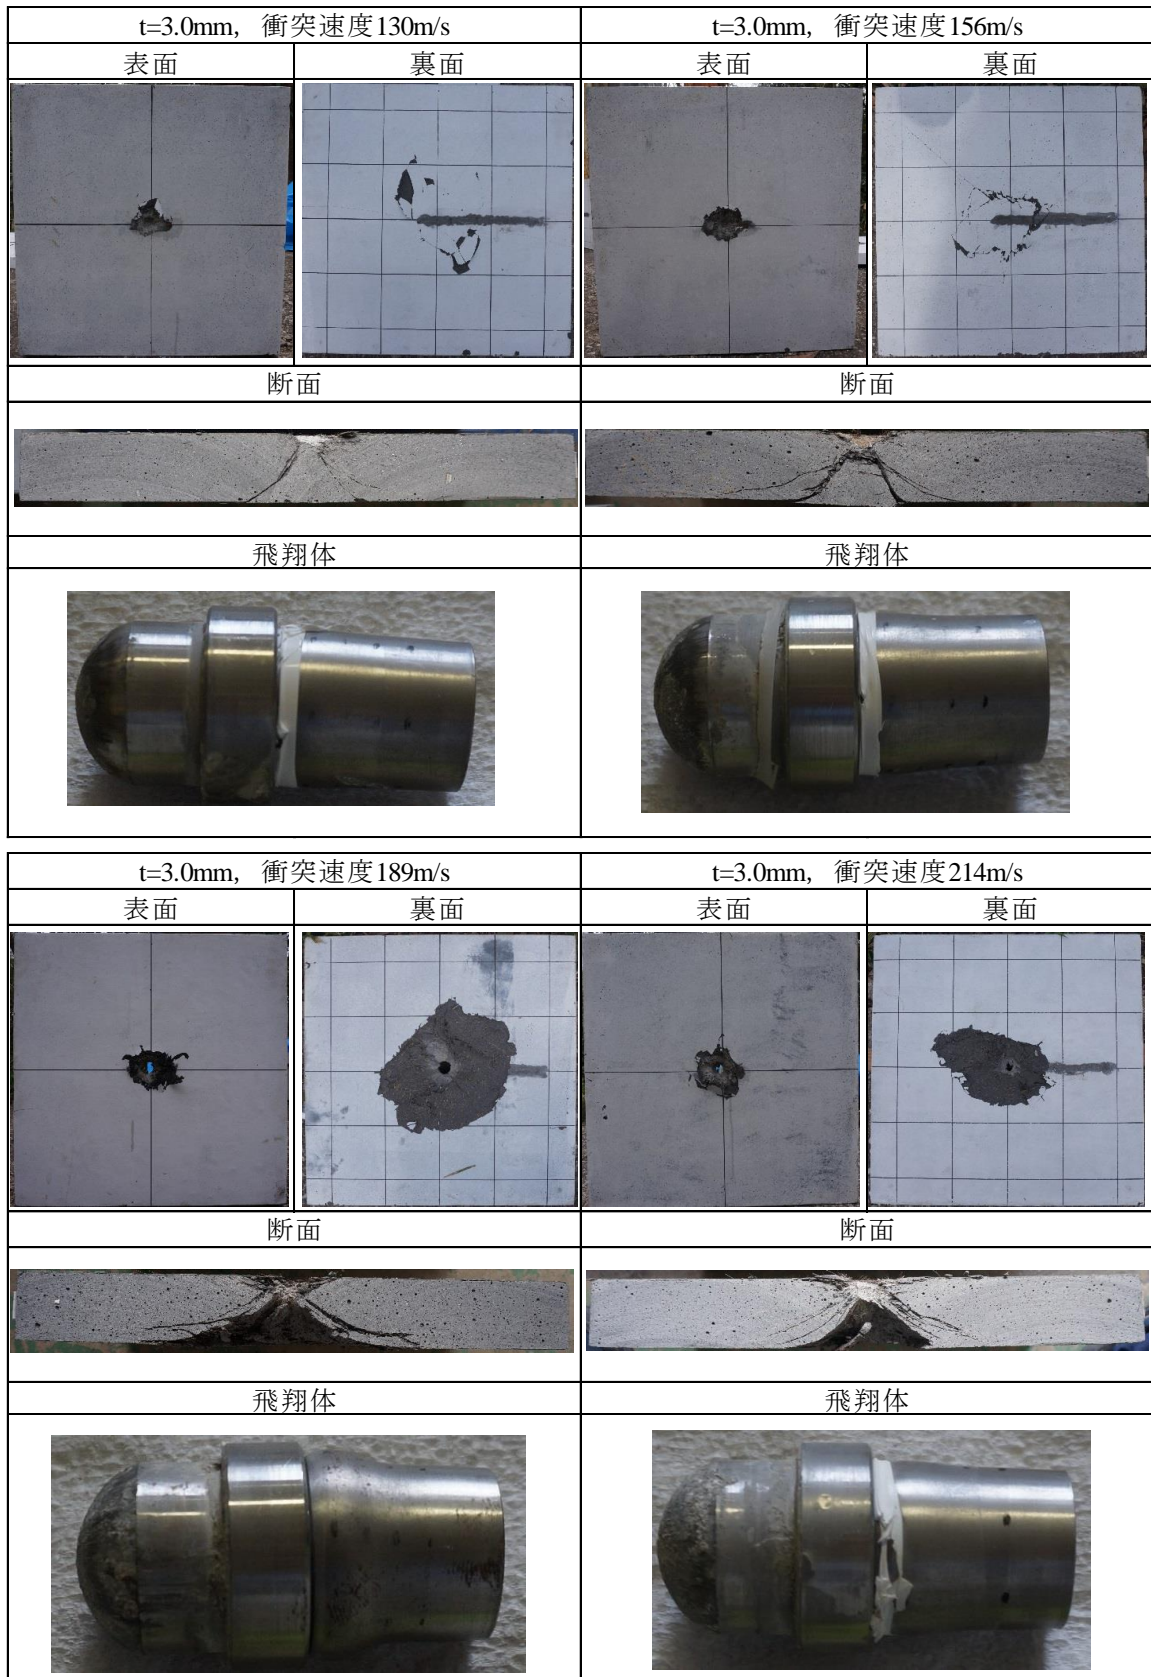 t=3.0mm, 衝突速度130m/s
t=3.0mm, 衝突速度156m/s
表面
裏面
表面
裏面
断面
断面
飛翔体
飛翔体
t=3.0mm, 衝突速度189m/s
t=3.0mm, 衝突速度214m/s
表面
裏面
表面
裏面
断面
断面
飛翔体
飛翔体